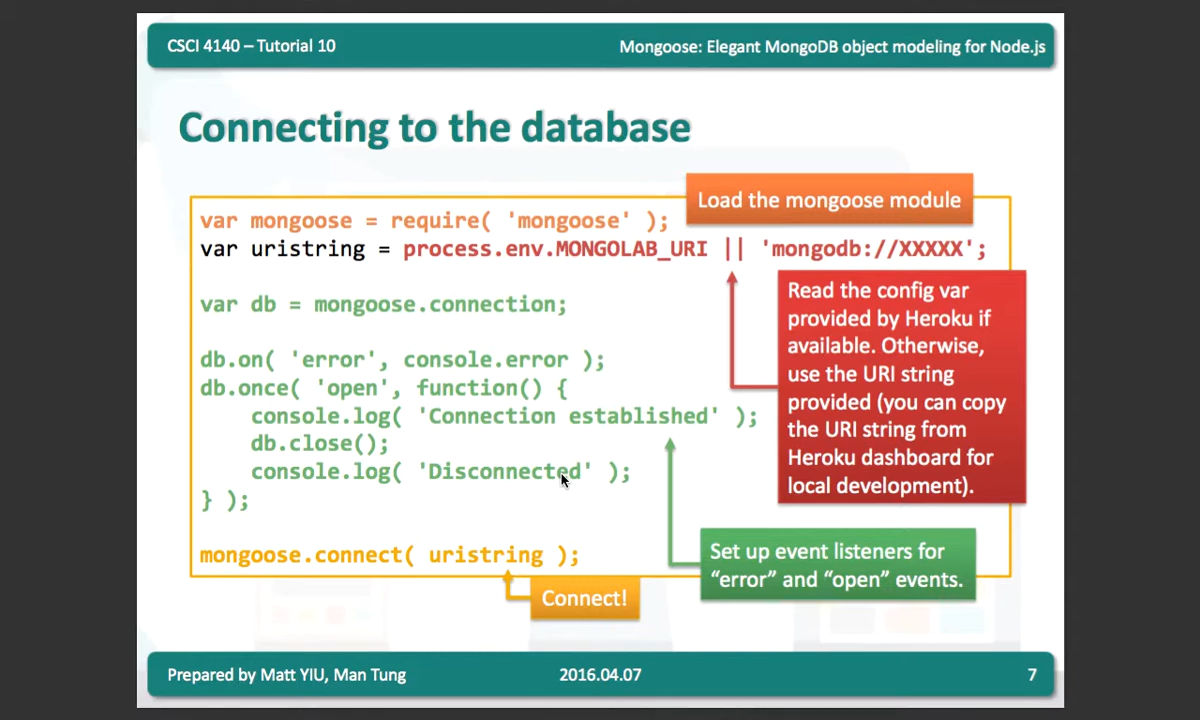 CSCI 4140 – Tutorial 10
Mongoose: Elegant MongoDB object modeling for Node.js
Connecting to the database
Load the mongoose module
var mongoose = require( 'mongoose' );
var uristring = process.env.MONGOLAB_URI || 'mongodb://XXXXX';
var db = mongoose.connection;
db.on( 'error', console.error );
db.once( 'open', function() {
console.log( 'Connection established' );
db.close();
console.log( 'Disconnected' );
} );
mongoose.connect( uristring );
Read the config var
provided by Heroku if
available. Otherwise,
use the URI string
provided (you can copy
the URI string from
Heroku dashboard for
local development).
Set up event listeners for
“error” and “open” events.
Connect!
Prepared by Matt YIU, Man Tung
2016.04.07
7